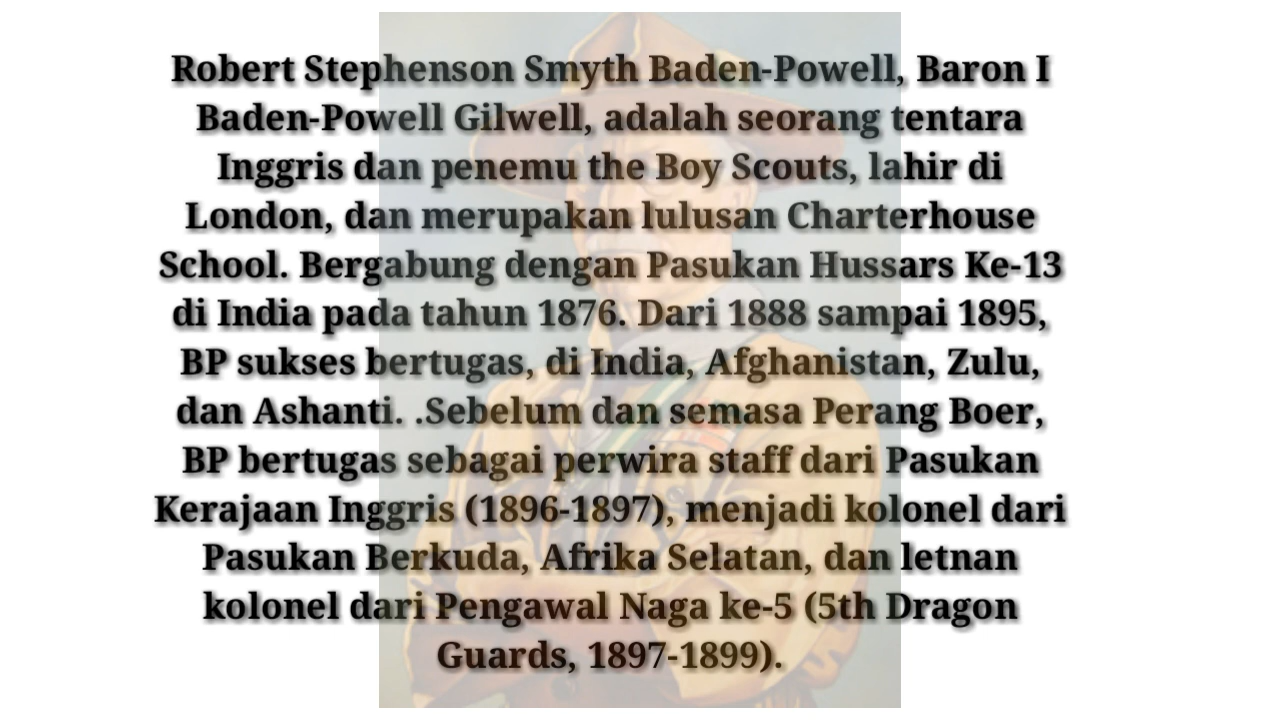 Robert Stephenson Smyth Baden-Powell, Baron I
Baden-Powell Gilwell, adalah seorang tentara
Inggris dan penemu the Boy Scouts, lahir di
London, dan merupakan lulusan Charterhouse
School. Bergabung dengan Pasukan Hussars Ke-13
di India pada tahun 1876. Dari 1888 sampai 1895,
BP sukses bertugas, di India, Afghanistan, Zulu,
dan Ashanti. .Sebelum dan semasa Perang Boer,
BP bertugas sebagai perwira staff dari Pasukan
Kerajaan Inggris (1896-1897), menjadi kolonel dari
Pasukan Berkuda, Afrika Selatan, dan letnan
kolonel dari Pengawal Naga ke-5 (5th Dragon
Guards, 1897-1899).